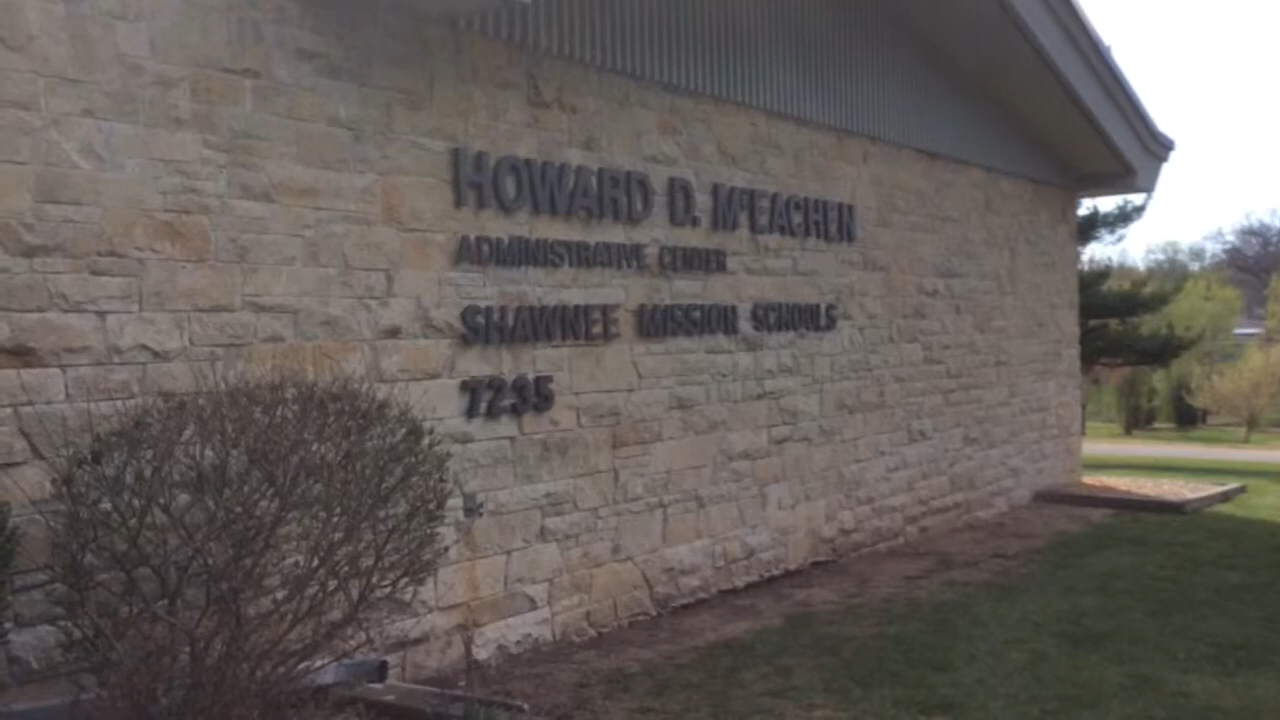 HOWARD D. McEACHEN
ADMINISTRATIVE CENTER
SHAWNEE MISSION SCHOOLS
7235